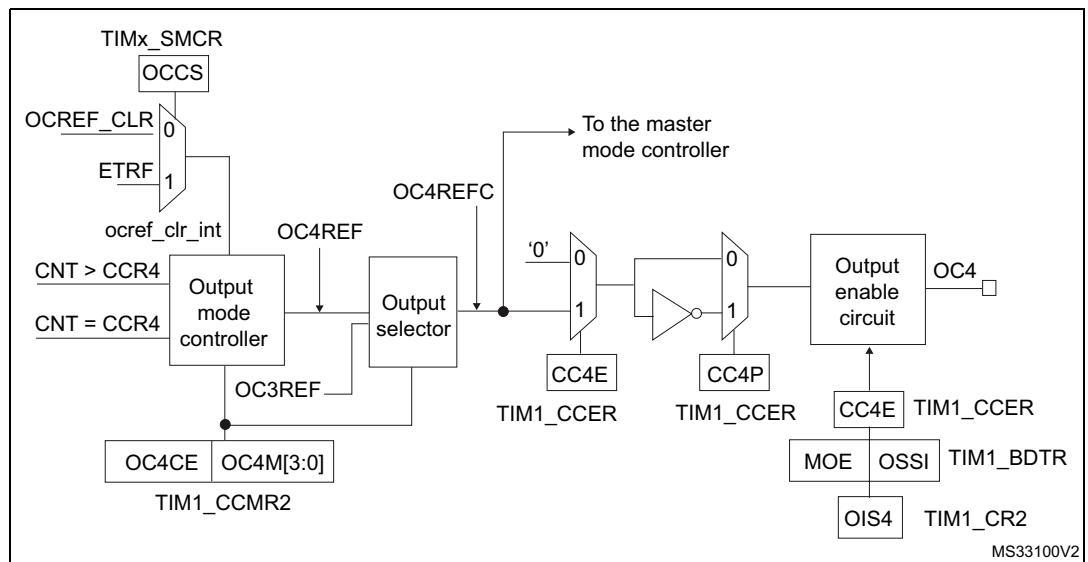 TIMx_SMCR
OCCS
OCREF_CLR
0
ETRF
1
ocref_clr_int
To the master
mode controller
OC4REFC
OC4REF
CNT > CCR4
CNT = CCR4
Output
mode
controller
Output
selector
OC3REF
'0'
0
1
0
1
CC4E
TIM1_CCER
CC4P
TIM1_CCER
Output
enable
circuit
OC4
CC4E
TIM1_CCER
MOE
OSSI
TIM1_BDTR
OIS4
TIM1_CR2
OC4CE
OC4M[3:0]
TIM1_CCMR2
MS33100V2